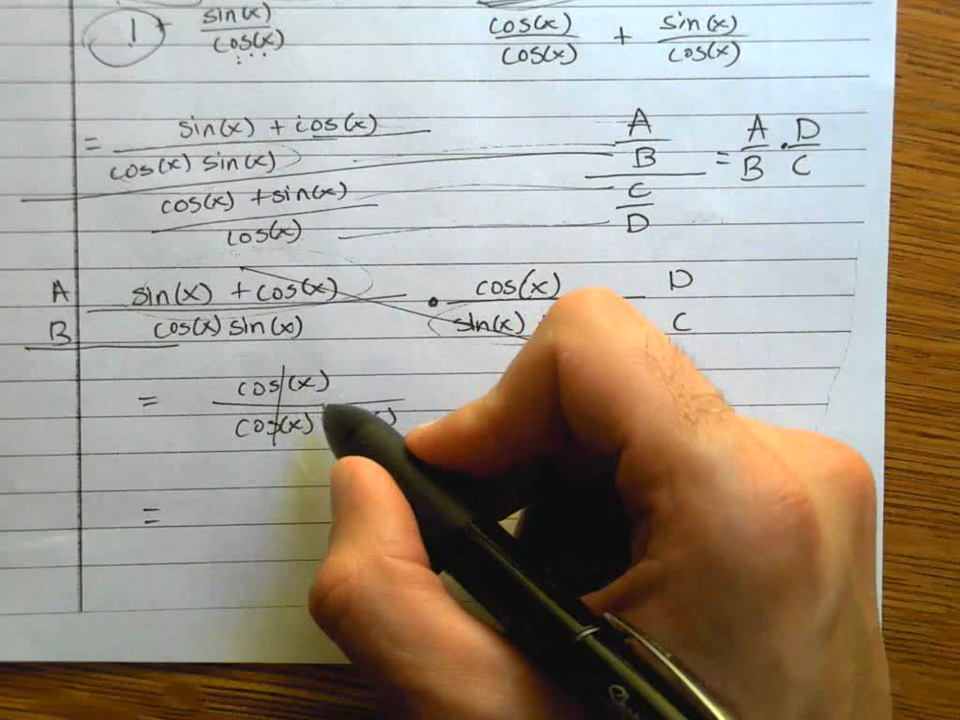 1 + sin(x)/cos(x) cos(x)/cos(x) + sin(x)/cos(x)
= sin(x) + cos(x) A
cos(x) sin(x) B = A/B · D/C
cos(x) + sin(x) C
cos(x) D
A sin(x) + cos(x) · cos(x) D
B cos(x) sin(x) sin(x) C
= cos(x)
cos(x)
=